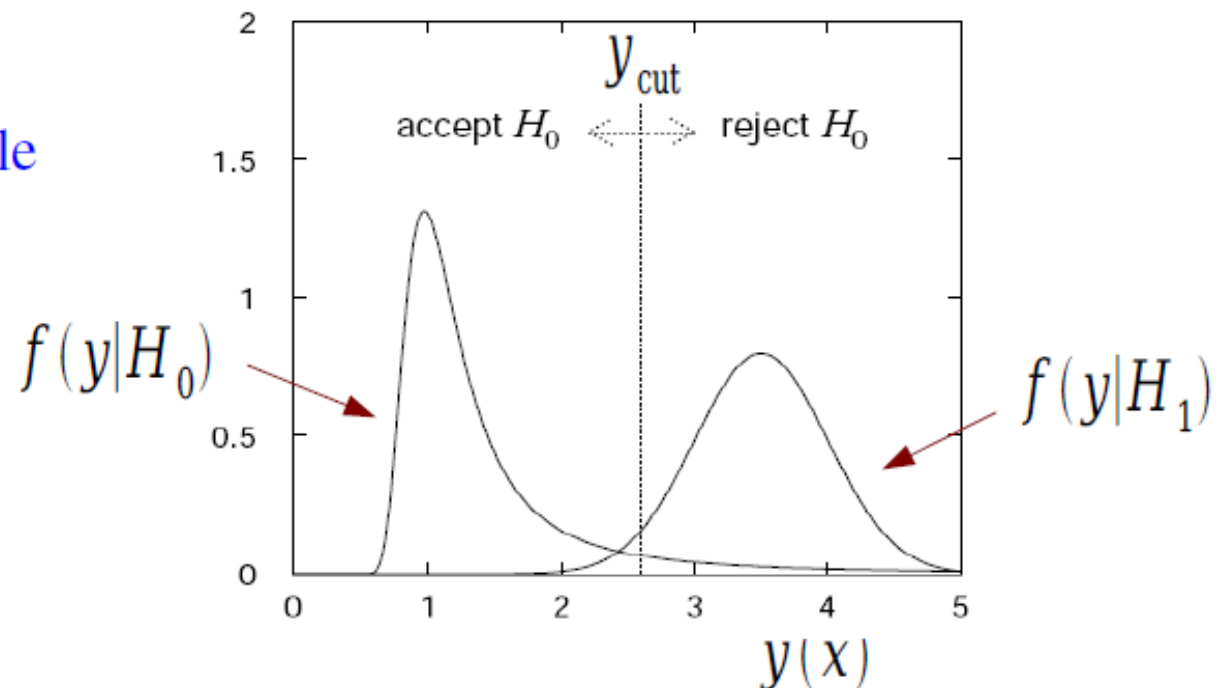 2
y_cut
accept H_0
reject H_0
le
1.5
1
f(y|H_0)
f(y|H_1)
0.5
0
0 1 2 3 4 5
y(x)